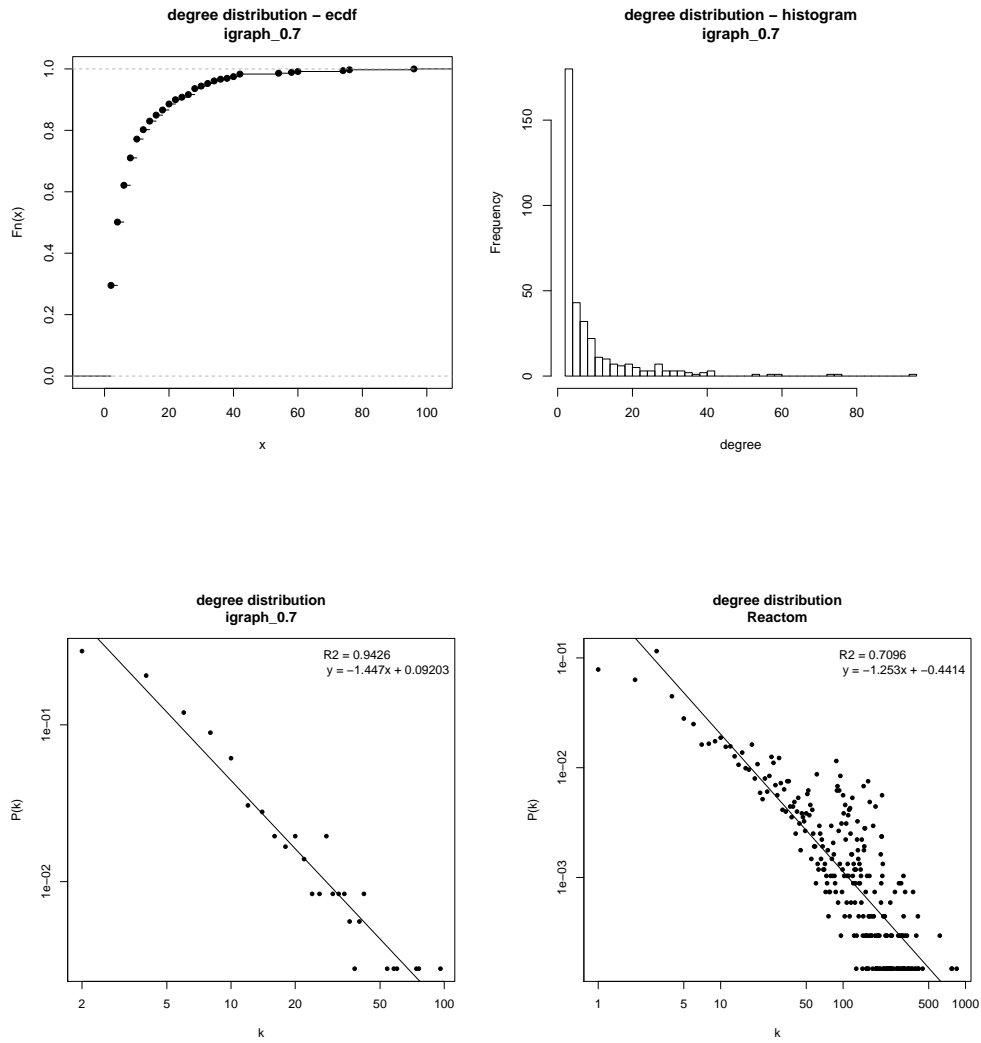 degree distribution − ecdf
igraph_0.7
Fn(x)
0.0
0.2
0.4
0.6
0.8
1.0
0
20
40
60
80
100
x
degree distribution − histogram
igraph_0.7
Frequency
0
50
100
150
0
20
40
60
80
degree
degree distribution
igraph_0.7
R2 = 0.9426
y = −1.447x + 0.09203
P(k)
1e−02
1e−01
2
5
10
20
50
100
k
degree distribution
Reactom
R2 = 0.7096
y = −1.253x + −0.4414
P(k)
1e−03
1e−02
1e−01
1
5
10
50
100
500
1000
k